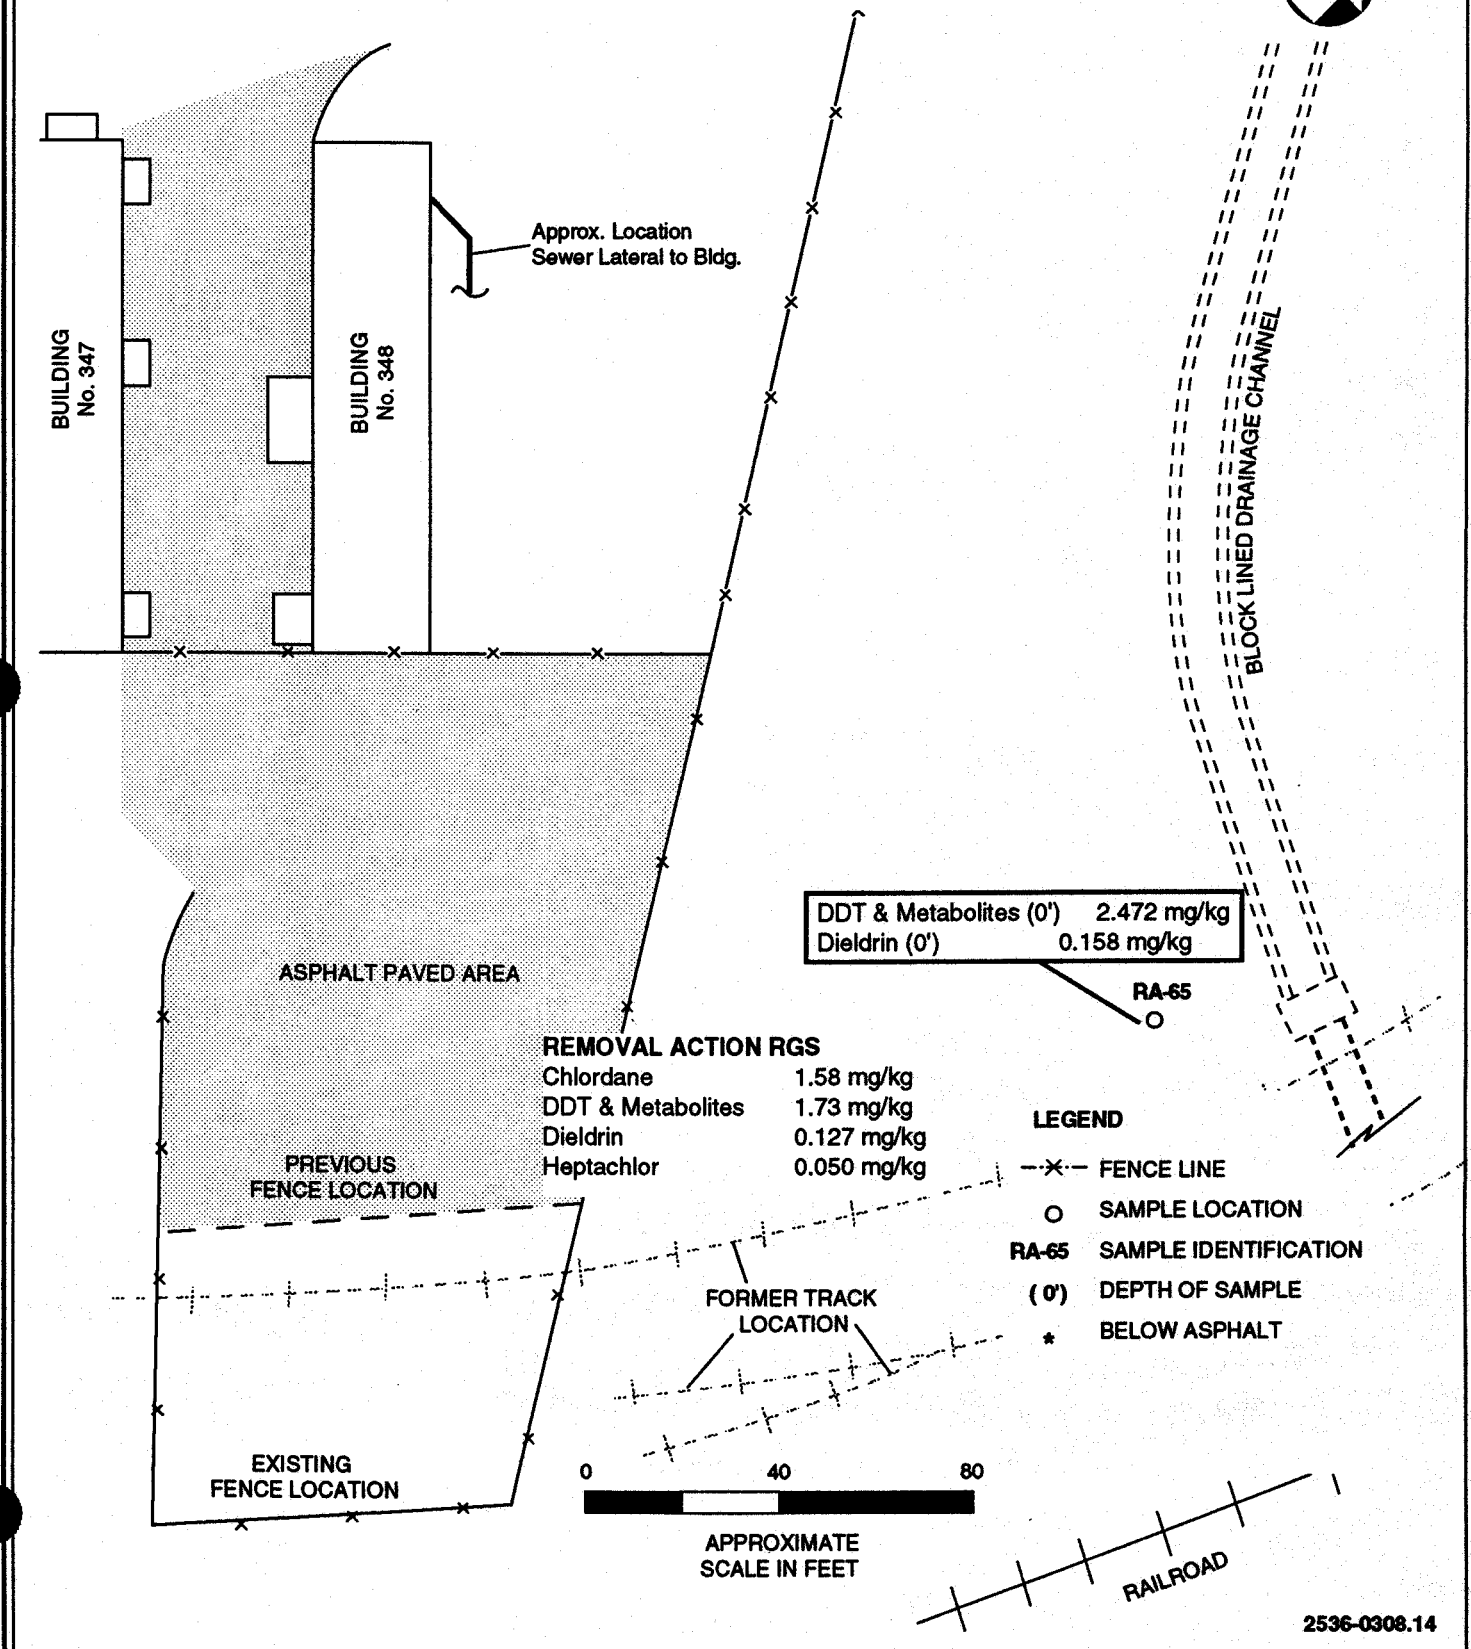 Approx. Location
Sewer Lateral to Bldg.
BUILDING
No. 347
BUILDING
No. 348
BLOCK LINED DRAINAGE CHANNEL
DDT & Metabolites (0') 2.472 mg/kg
Dieldrin (0') 0.158 mg/kg
RA-65
ASPHALT PAVED AREA
REMOVAL ACTION RGS
Chlordane 1.58 mg/kg
DDT & Metabolites 1.73 mg/kg
Dieldrin 0.127 mg/kg
Heptachlor 0.050 mg/kg
PREVIOUS
FENCE LOCATION
LEGEND
FENCE LINE
SAMPLE LOCATION
RA-65 SAMPLE IDENTIFICATION
( 0') DEPTH OF SAMPLE
* BELOW ASPHALT
FORMER TRACK
LOCATION
EXISTING
FENCE LOCATION
0 40 80
APPROXIMATE
SCALE IN FEET
RAILROAD
2536-0308.14